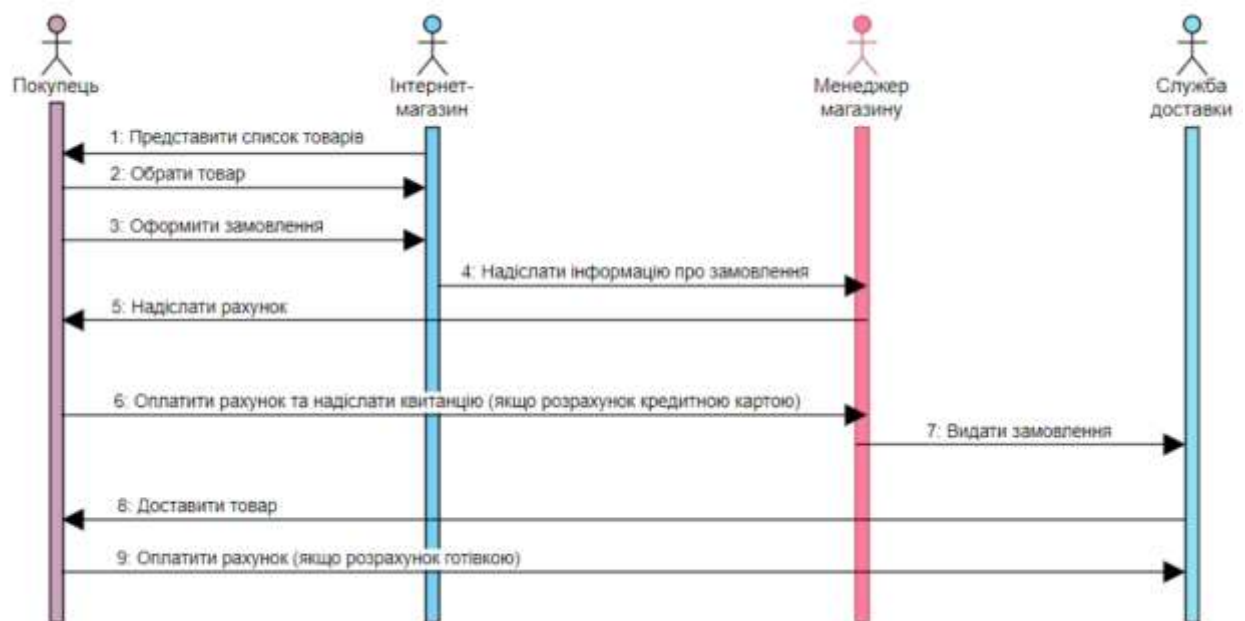 Покупець
Інтернет-
магазин
Менеджер
магазину
Служба
доставки
1: Представити список товарів
2: Обрати товар
3: Оформити замовлення
4: Надіслати інформацію про замовлення
5: Надіслати рахунок
6: Оплатити рахунок та надіслати квитанцію (якщо розрахунок кредитною картою)
7: Видати замовлення
8: Доставити товар
9: Оплатити рахунок (якщо розрахунок готівкою)